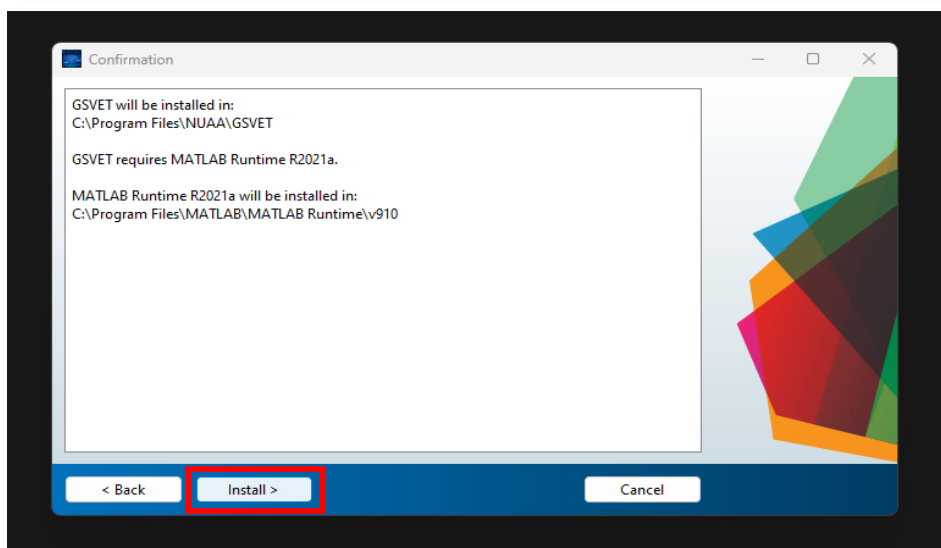 Confirmation
GSVET will be installed in:
C:\Program Files\NUAA\GSVET
GSVET requires MATLAB Runtime R2021a.
MATLAB Runtime R2021a will be installed in:
C:\Program Files\MATLAB\MATLAB Runtime\v910
< Back Install > Cancel